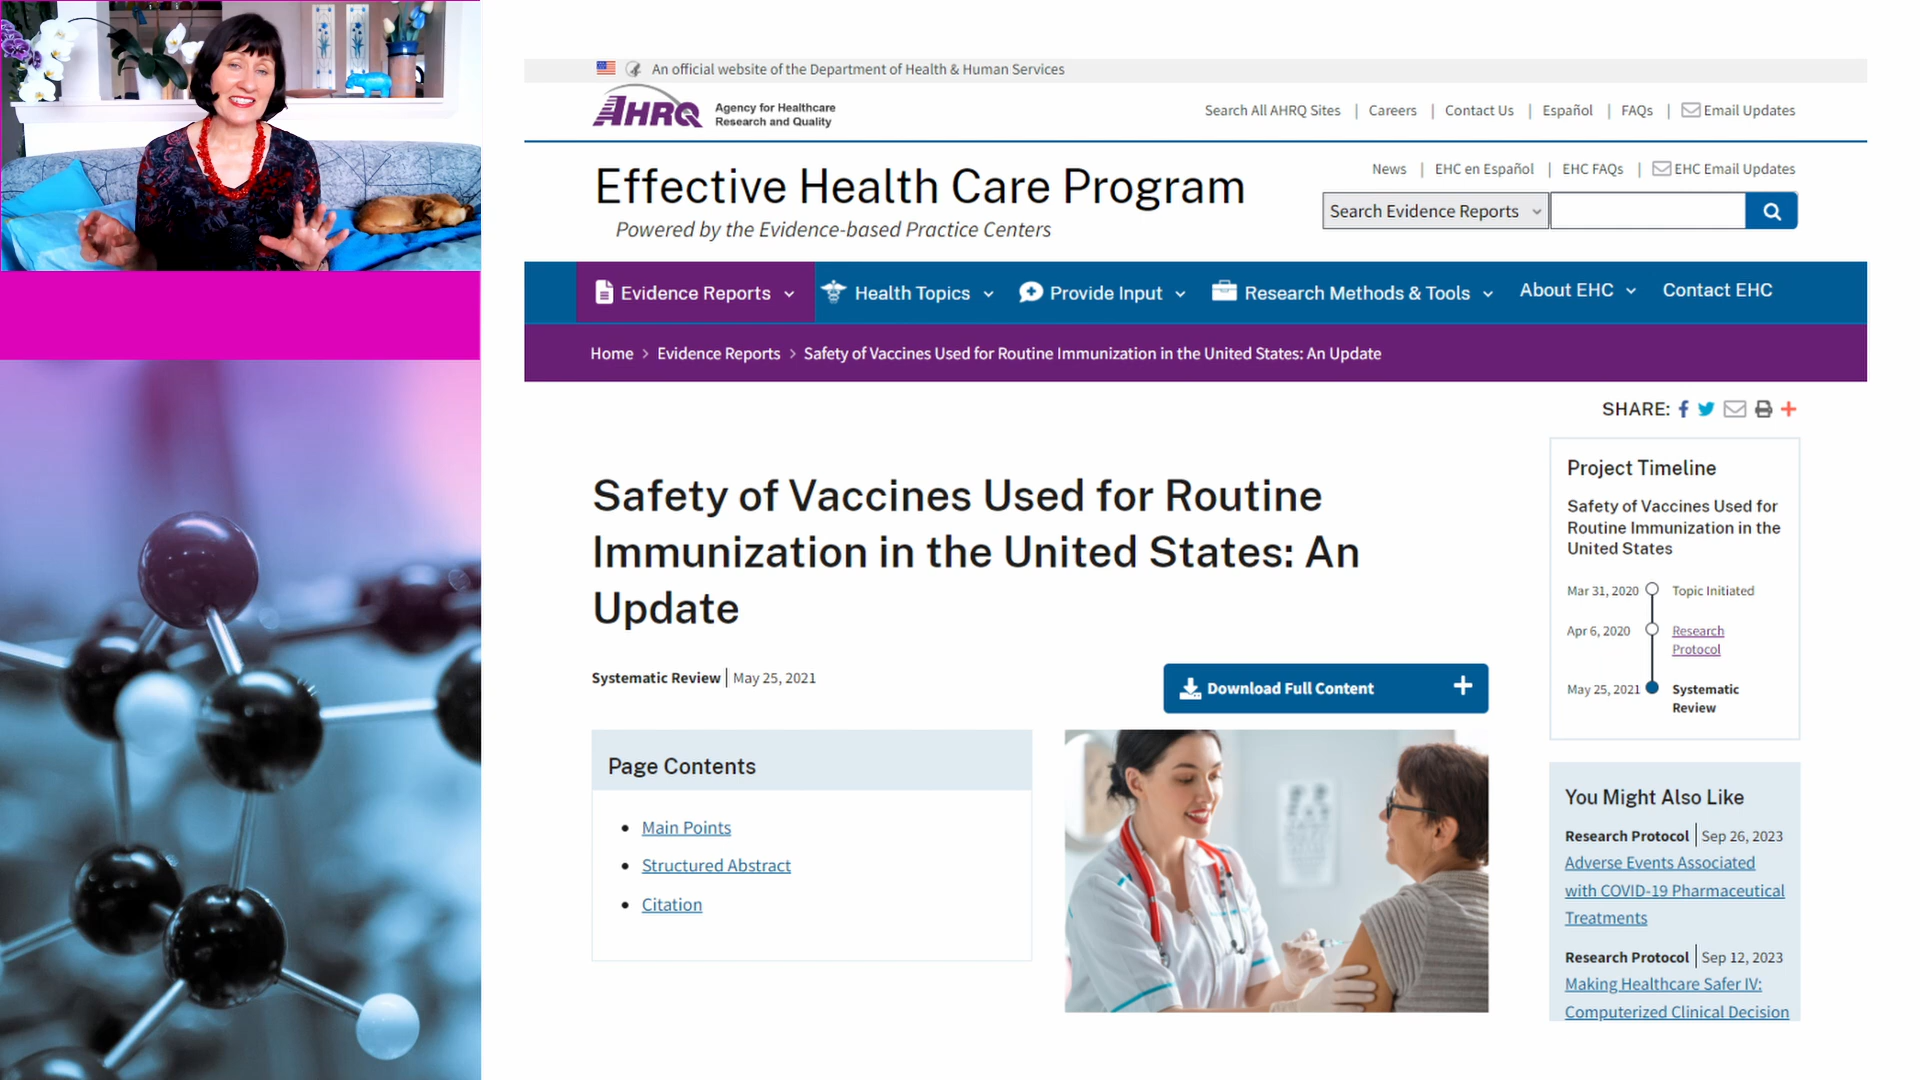 An official website of the Department of Health & Human Services
AHRQ
Agency for Healthcare
Research and Quality
Search All AHRQ Sites | Careers | Contact Us | Español | FAQs | Email Updates
News | EHC en Español | EHC FAQs | EHC Email Updates
Effective Health Care Program
Powered by the Evidence-based Practice Centers
Search Evidence Reports
Evidence Reports Health Topics Provide Input Research Methods & Tools About EHC Contact EHC
Home > Evidence Reports > Safety of Vaccines Used for Routine Immunization in the United States: An Update
SHARE:
Safety of Vaccines Used for Routine
Immunization in the United States: An
Update
Systematic Review | May 25, 2021
Download Full Content
Page Contents
• Main Points
• Structured Abstract
• Citation
Project Timeline
Safety of Vaccines Used for
Routine Immunization in the
United States
Mar 31, 2020 Topic Initiated
Apr 6, 2020 Research
Protocol
May 25, 2021 Systematic
Review
You Might Also Like
Research Protocol | Sep 26, 2023
Adverse Events Associated
with COVID-19 Pharmaceutical
Treatments
Research Protocol | Sep 12, 2023
Making Healthcare Safer IV:
Computerized Clinical Decision